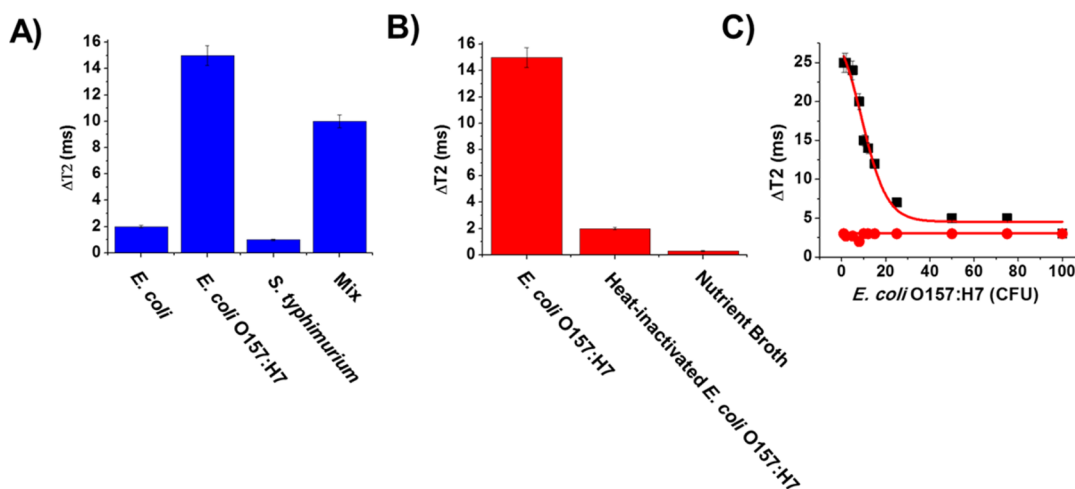 A)
16
14
12
10
8
6
4
2
0
ΔT2 (ms)
E. coli
E. coli O157:H7
S. typhimurium
Mix
B)
16
14
12
10
8
6
4
2
0
ΔT2 (ms)
E. coli O157:H7
Heat-inactivated E. coli O157:H7
Nutrient Broth
C)
25
20
15
10
5
0
ΔT2 (ms)
0 20 40 60 80 100
E. coli O157:H7 (CFU)